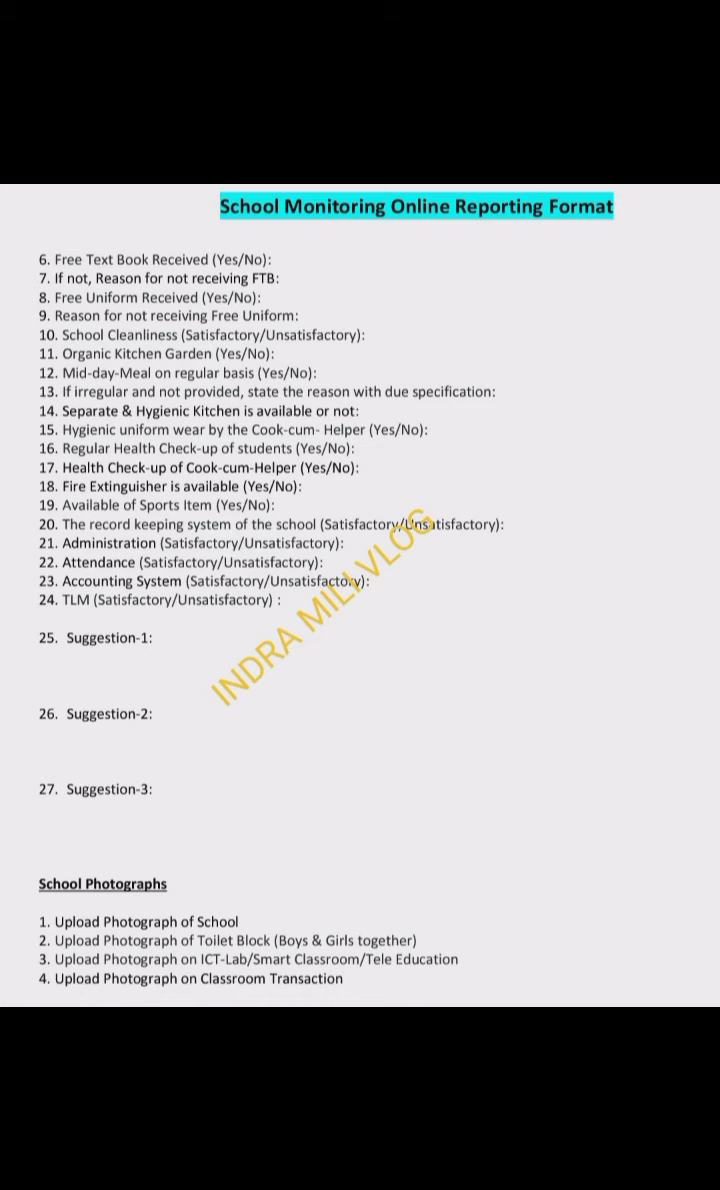 School Monitoring Online Reporting Format
6. Free Text Book Received (Yes/No):
7. If not, Reason for not receiving FTB:
8. Free Uniform Received (Yes/No):
9. Reason for not receiving Free Uniform:
10. School Cleanliness (Satisfactory/Unsatisfactory):
11. Organic Kitchen Garden (Yes/No):
12. Mid-day-Meal on regular basis (Yes/No):
13. If irregular and not provided, state the reason with due specification:
14. Separate & Hygienic Kitchen is available or not:
15. Hygienic uniform wear by the Cook-cum- Helper (Yes/No):
16. Regular Health Check-up of students (Yes/No):
17. Health Check-up of Cook-cum-Helper (Yes/No):
18. Fire Extinguisher is available (Yes/No):
19. Available of Sports Item (Yes/No):
20. The record keeping system of the school (Satisfactory/Unsatisfactory):
21. Administration (Satisfactory/Unsatisfactory):
22. Attendance (Satisfactory/Unsatisfactory):
23. Accounting System (Satisfactory/Unsatisfactory):
24. TLM (Satisfactory/Unsatisfactory) :
25. Suggestion-1:
26. Suggestion-2:
27. Suggestion-3:
INDRA MILI VLOG
School Photographs
1. Upload Photograph of School
2. Upload Photograph of Toilet Block (Boys & Girls together)
3. Upload Photograph on ICT-Lab/Smart Classroom/Tele Education
4. Upload Photograph on Classroom Transaction